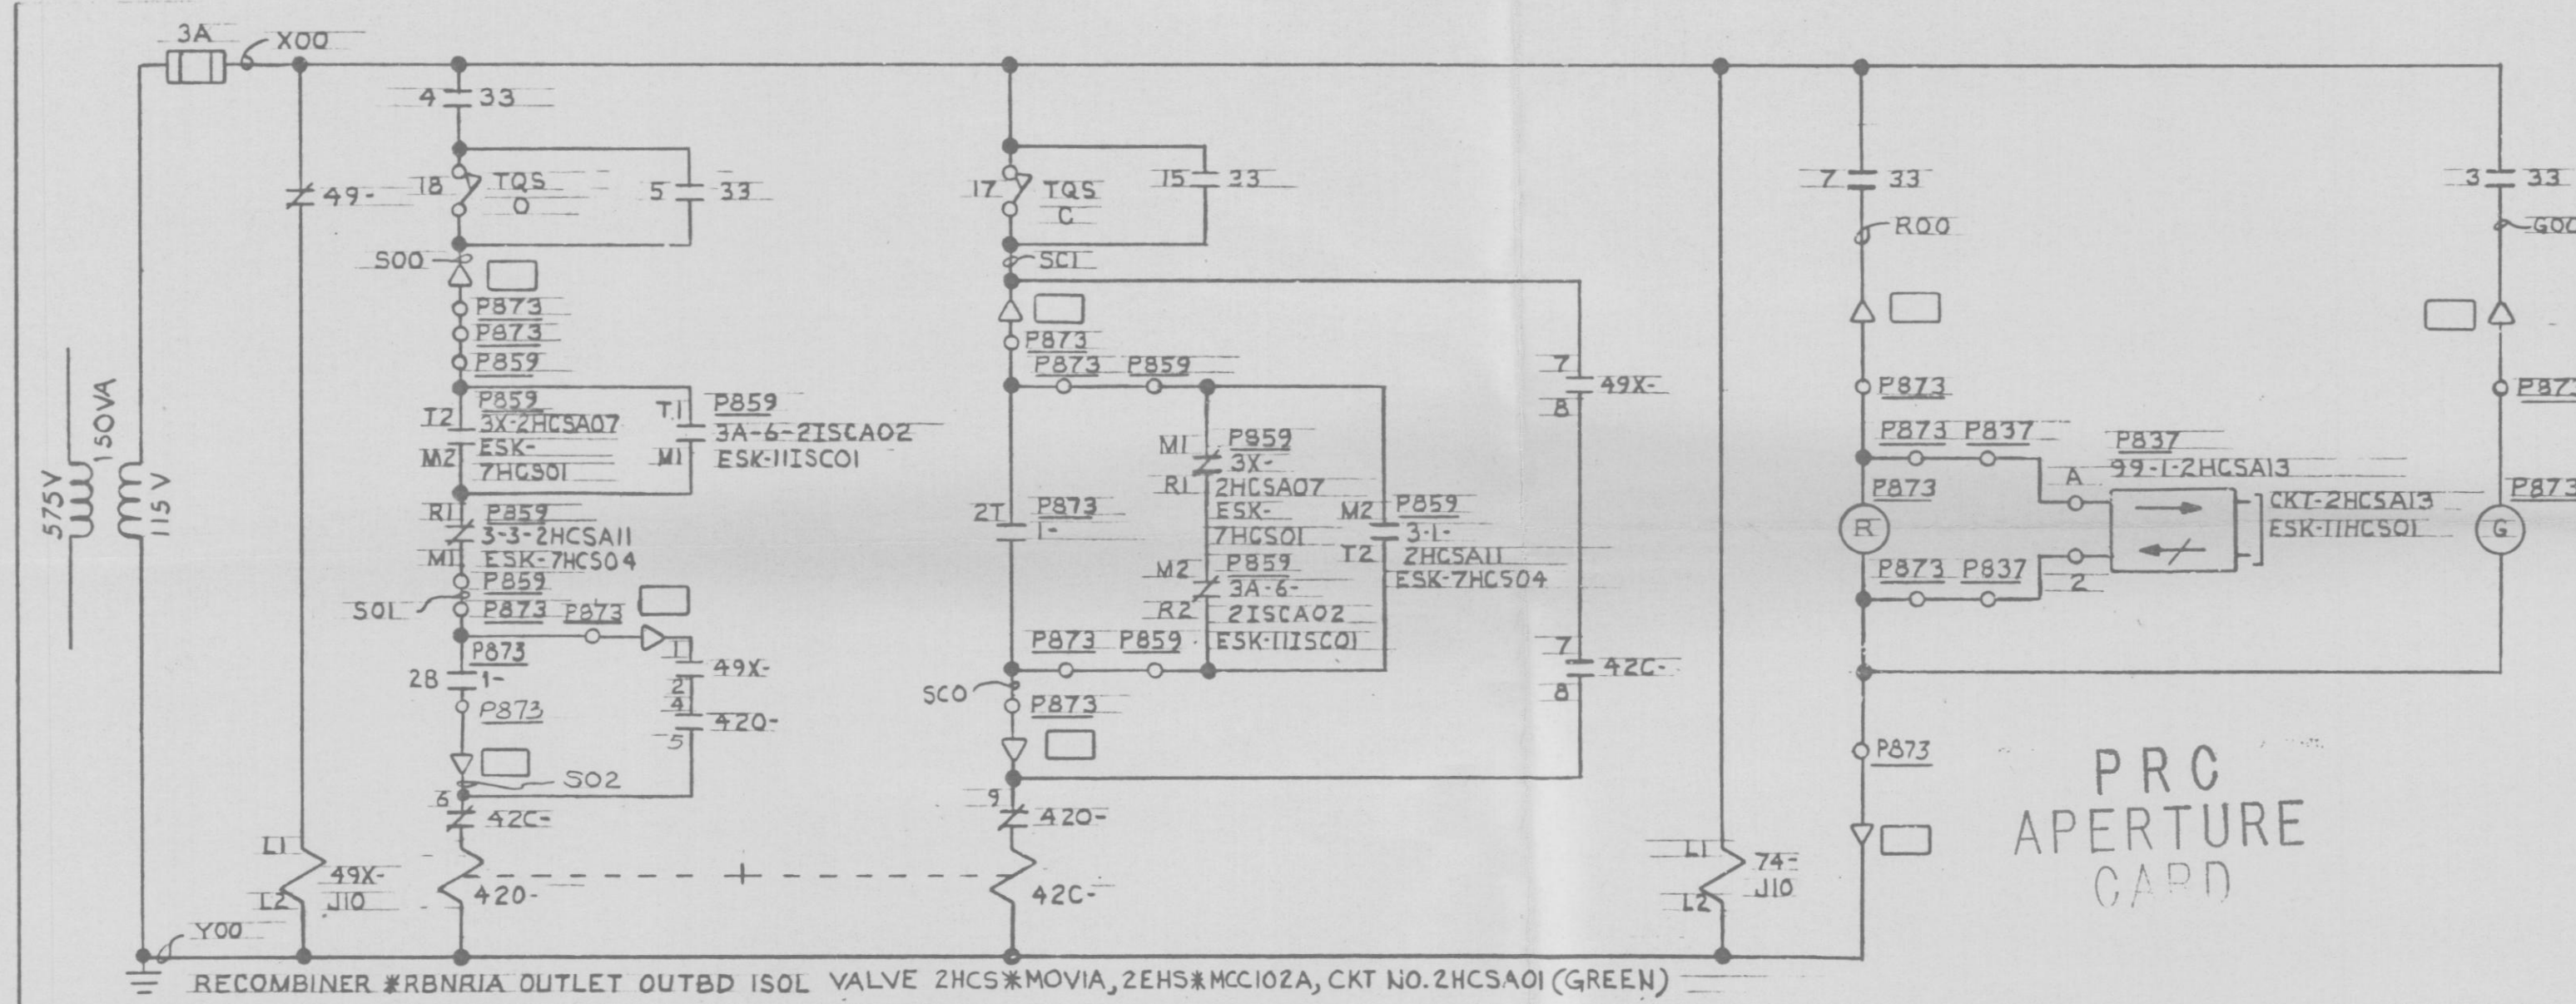 3A
X00
575V
150VA
115V
49-
L1
49X-
L2 J10
Y00
4 33
18 TQS
O
5 33
S00
P873
P873
P859
P859
T2 3X-2HCSA07
ESK-
M2
7HCS01
T1 P859
3A-6-2ISCA02
M1 ESK-11ISC01
R1 P859
3-3-2HCSA11
M1 ESK-7HCS04
P859
S01
P873 P873
P873
28 1-
P873
1
49X-
2
4
420-
5
S02
6
42C-
420-
17 TQS
C
15 33
SC1
P873
P873 P859
2T P873
1-
M1 P859
3X-
R1 2HCSA07
ESK-
7HCS01
M2 P859
3A-6-
R2 2ISCA02
ESK-11ISC01
M2 P859
3-1-
T2 2HCSA11
ESK-7HCS04
P873 P859
SC0
P873
9
420-
42C-
7
49X-
8
7
42C-
8
L1
74-
J10
L2
7 33
R00
P873
P873 P837
P873
R
P873 P837
P873
P837
99-1-2HCSA13
A
2
CKT-2HCSA13
ESK-11HCS01
3 33
G00
P873
P873
G
PRC
APERTURE
CARD
RECOMBINER *RBNR1A OUTLET OUTBD ISOL VALVE 2HCS*MOV1A, 2EHS*MCC102A, CKT NO. 2HCSA01 (GREEN)